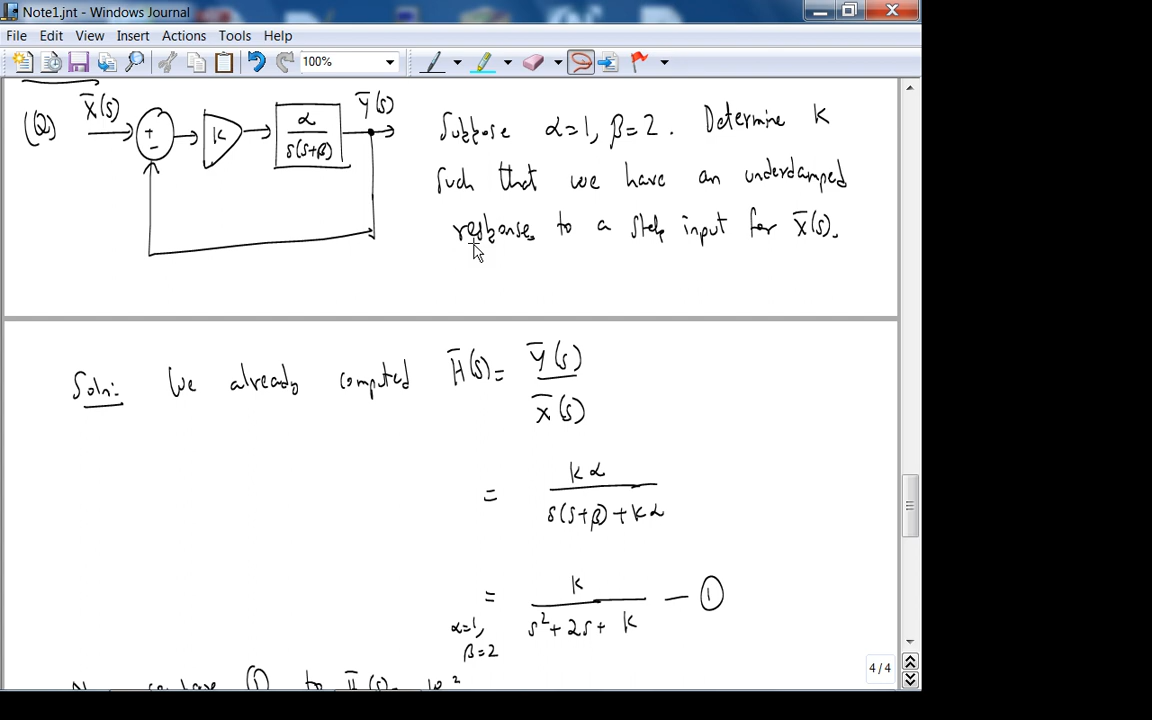 Note1.jnt - Windows Journal
File Edit View Insert Actions Tools Help
100%
(Q) X̄(s) + - K α / s(s+β) Ȳ(s)
Suppose α=1, β=2. Determine K
such that we have an underdamped
response to a step input for X̄(s).
Soln: We already computed H̄(s) = Ȳ(s) / X̄(s)
= Kα / s(s+β)+Kα
= K / s²+2s+K — ①
α=1,
β=2
4 / 4
① to H̄(s)=